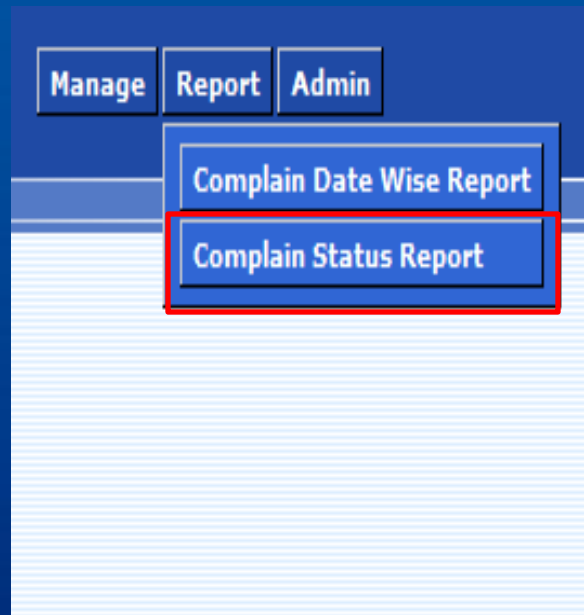 Manage Report Admin
Complain Date Wise Report
Complain Status Report